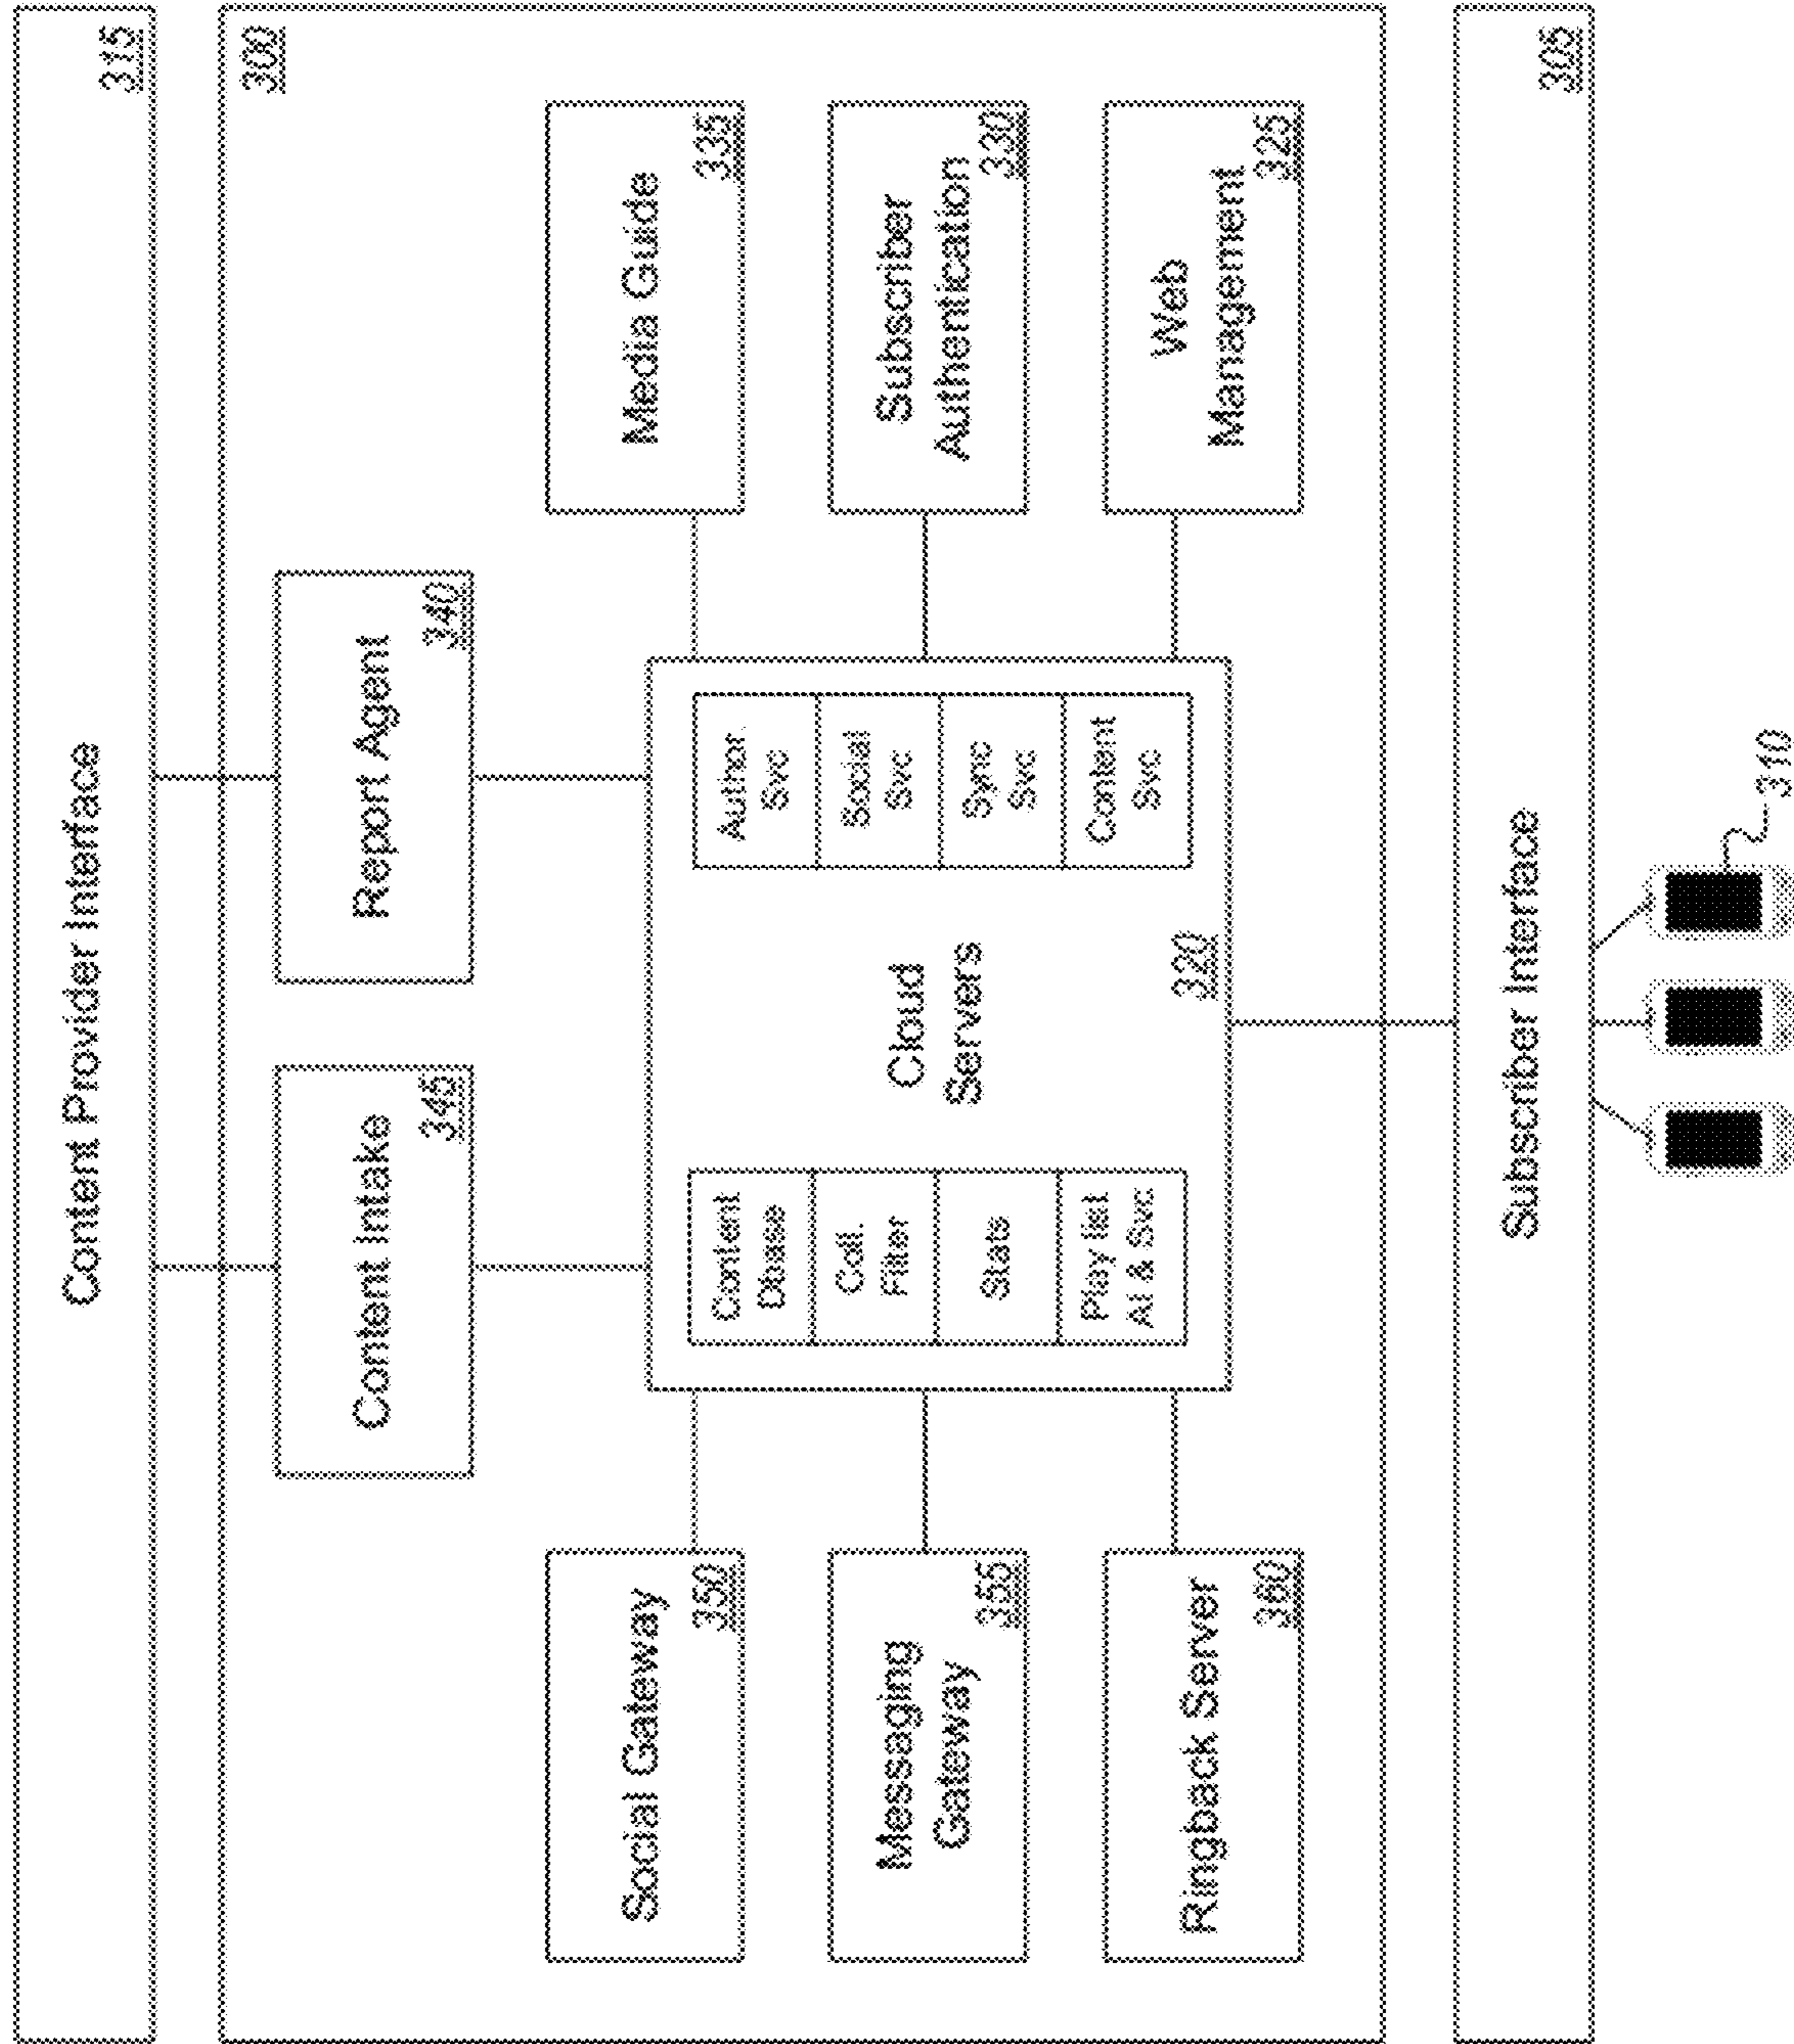 Content Provider Interface
315
300
Content Intake
345
Report Agent
340
Social Gateway
350
Messaging
Gateway
355
Ringback Server
360
Content
Dbase
Call.
Filter
Stats
Play list
AI & Svc
Cloud
Servers
320
Author.
Svc
Social
Svc
Sync
Svc
Content
Svc
Media Guide
335
Subscriber
Authentication
330
Web
Management
325
Subscriber Interface
305
310